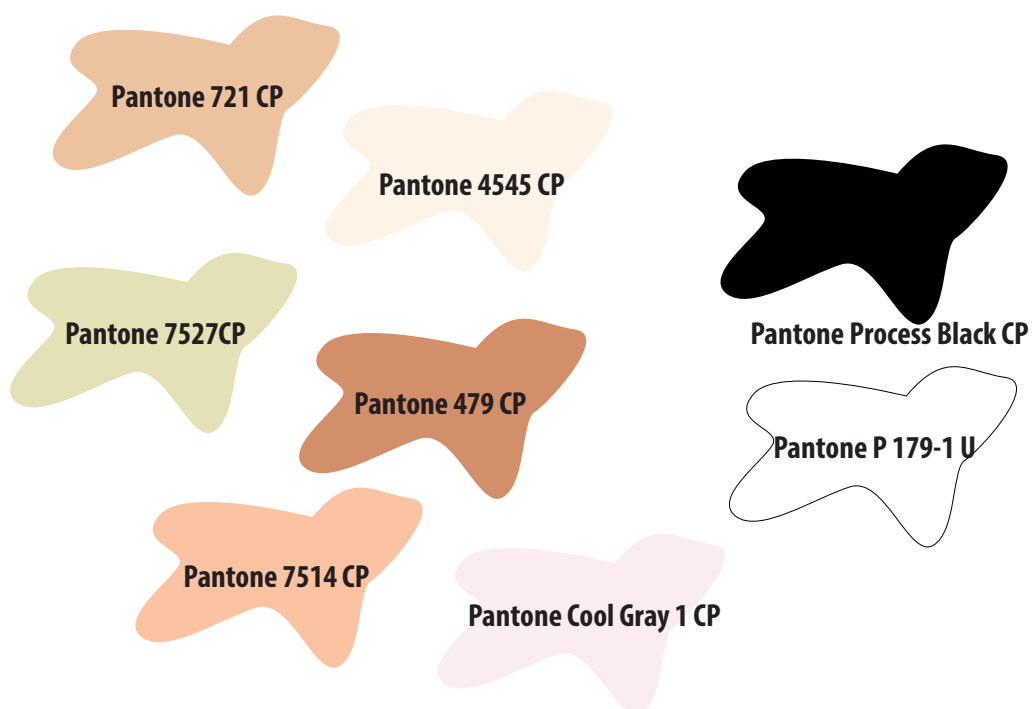 Pantone 721 CP
Pantone 4545 CP
Pantone 7527CP
Pantone Process Black CP
Pantone 479 CP
Pantone P 179-1 U
Pantone 7514 CP
Pantone Cool Gray 1 CP